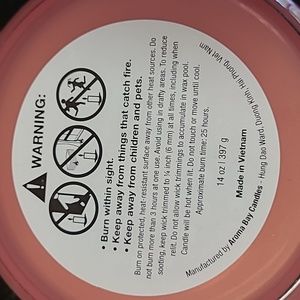 WARNING:
• Burn within sight.
• Keep away from things that catch fire.
• Keep away from children and pets.
Burn on protected, heat-resistant surface away from other heat sources. Do
not burn more than 3 hours at one use. Avoid using in drafty areas. To reduce
sooting, keep wick trimmed to ¼ inch (6 mm) at all times, including when
relit. Do not allow wick trimmings to accumulate in wax pool.
Candle will be hot when lit. Do not touch or move until cool.
Approximate burn time: 25 hours.
14 oz | 397 g
Made in Vietnam
Manufactured by Aroma Bay Candles - Hung Dao Ward, Duong Kinh, Hai Phong, Viet Nam